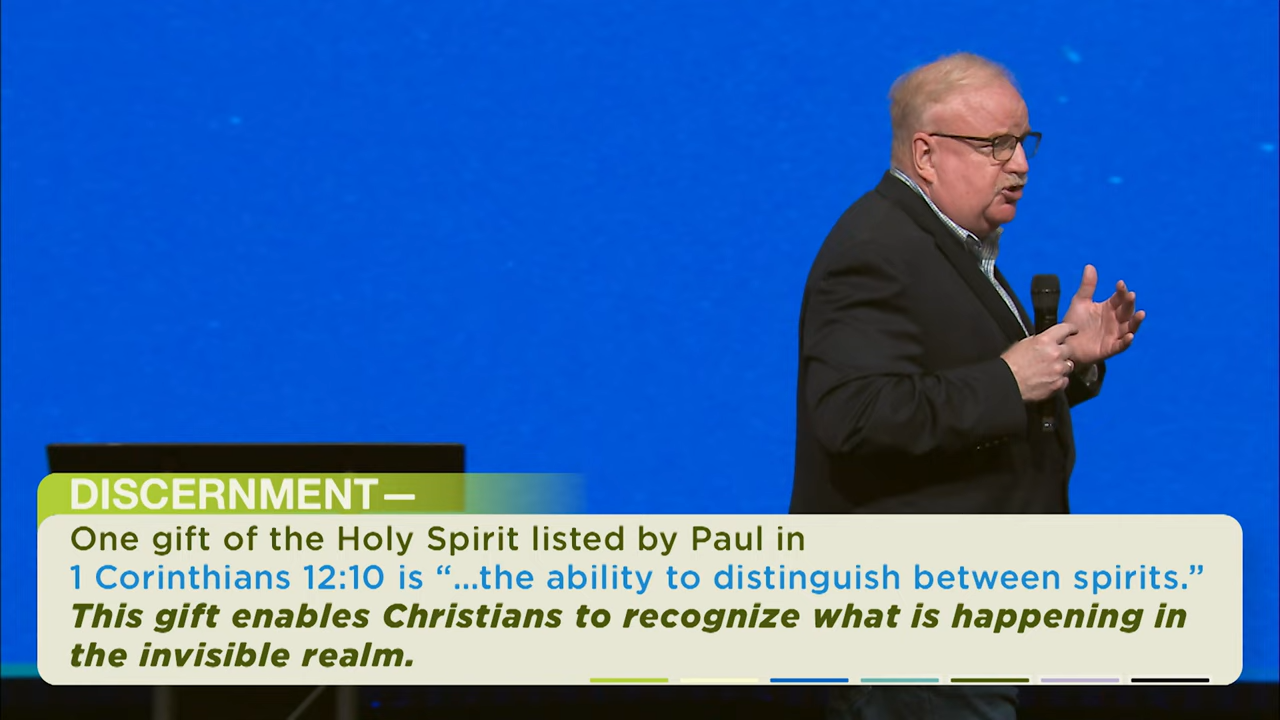 DISCERNMENT—
One gift of the Holy Spirit listed by Paul in
1 Corinthians 12:10 is “...the ability to distinguish between spirits.”
This gift enables Christians to recognize what is happening in
the invisible realm.